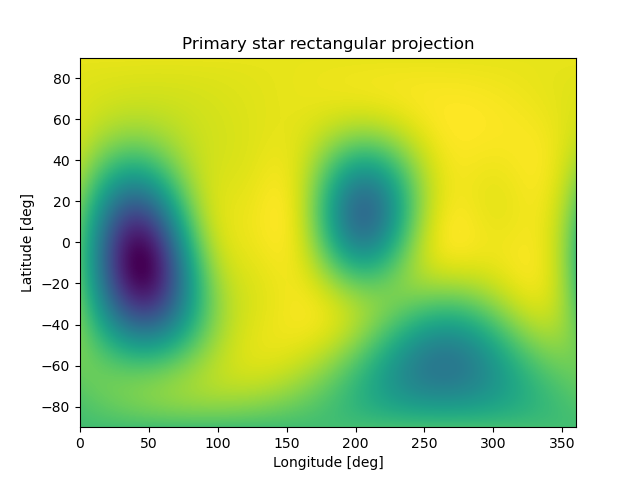 Primary star rectangular projection
80
60
40
20
0
−20
−40
−60
−80
Latitude [deg]
0 50 100 150 200 250 300 350
Longitude [deg]